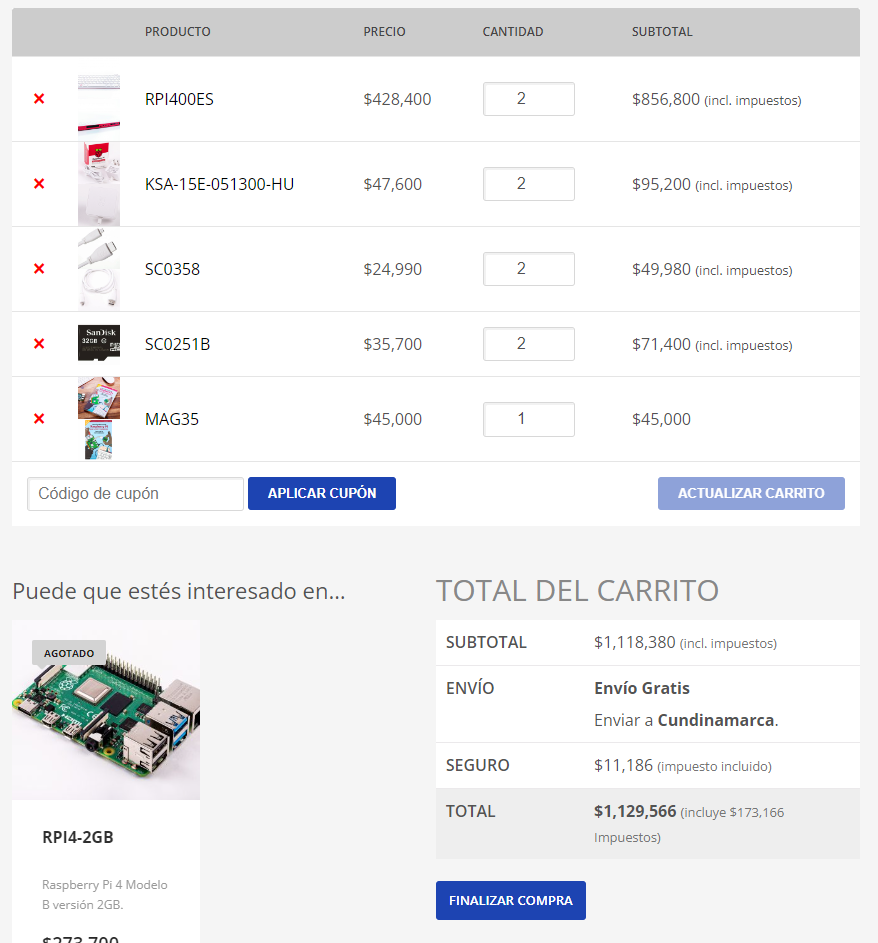 PRODUCTO PRECIO CANTIDAD SUBTOTAL
× RPI400ES $428,400 2 $856,800 (incl. impuestos)
× KSA-15E-051300-HU $47,600 2 $95,200 (incl. impuestos)
× SC0358 $24,990 2 $49,980 (incl. impuestos)
SanDisk
32GB
× SC0251B $35,700 2 $71,400 (incl. impuestos)
× MAG35 $45,000 1 $45,000
Código de cupón APLICAR CUPÓN ACTUALIZAR CARRITO
Puede que estés interesado en...
AGOTADO
RPI4-2GB
Raspberry Pi 4 Modelo
B versión 2GB.
$273,700
TOTAL DEL CARRITO
SUBTOTAL $1,118,380 (incl. impuestos)
ENVÍO Envío Gratis
Enviar a Cundinamarca.
SEGURO $11,186 (impuesto incluido)
TOTAL $1,129,566 (incluye $173,166
Impuestos)
FINALIZAR COMPRA